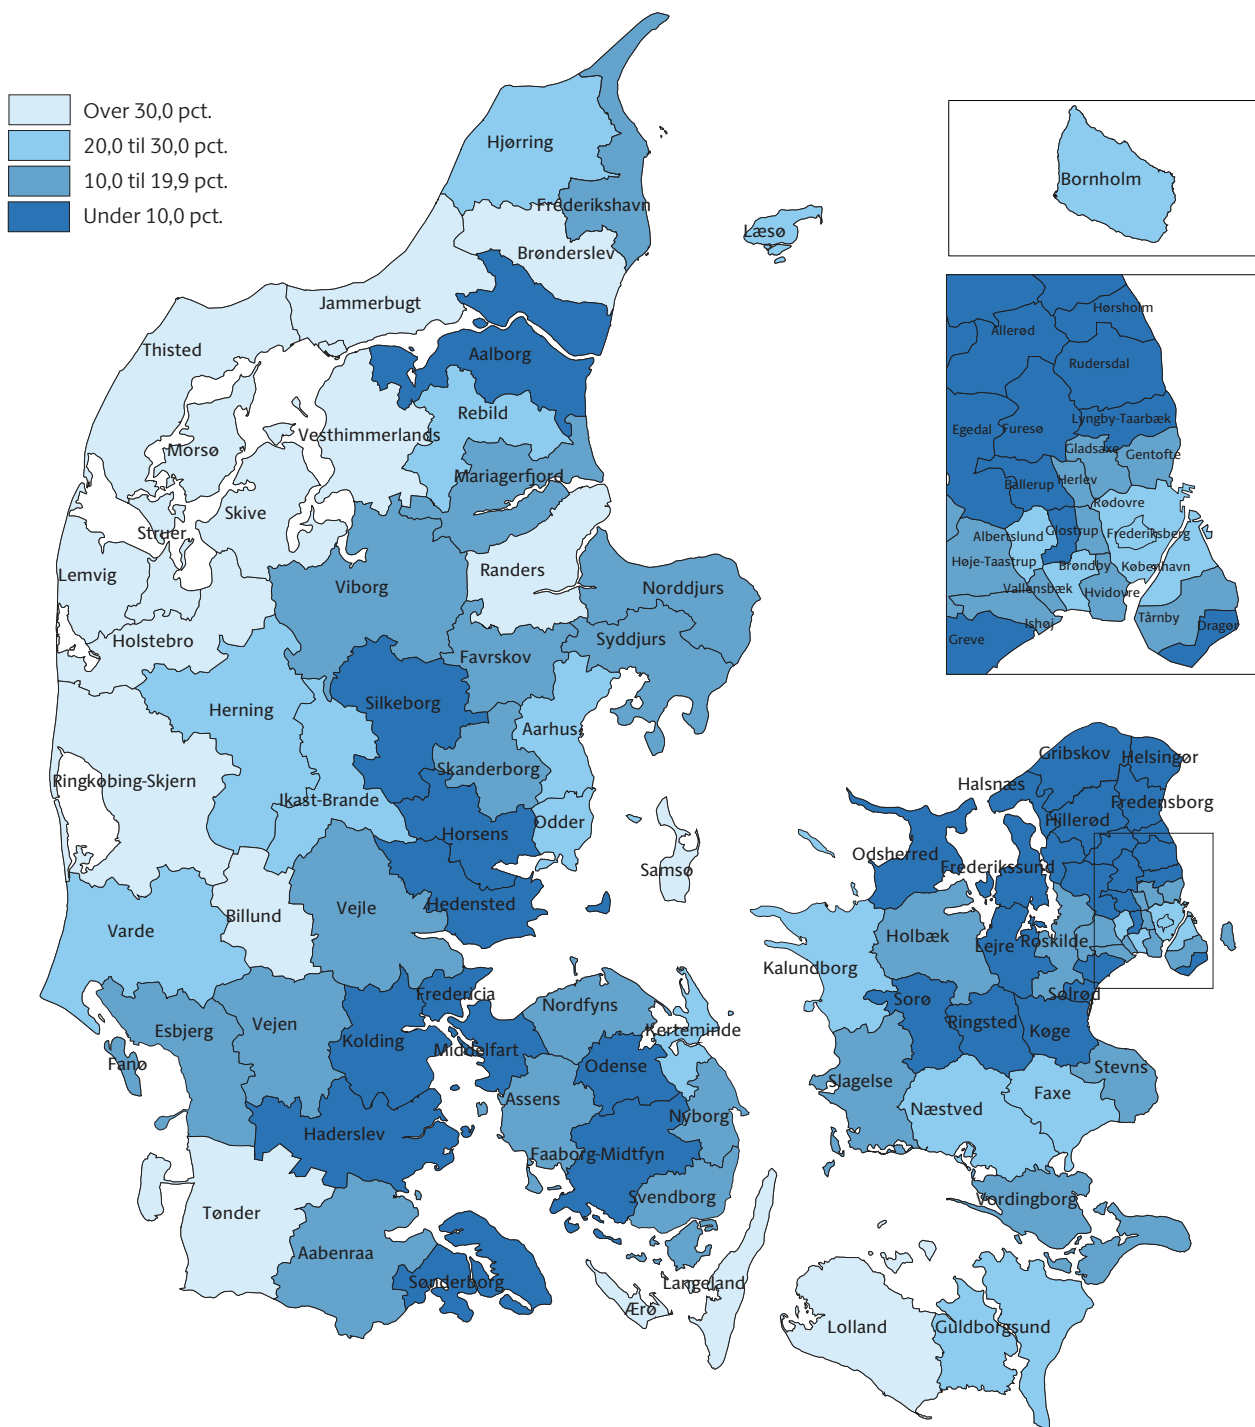 Over 30,0 pct.
20,0 til 30,0 pct.
10,0 til 19,9 pct.
Under 10,0 pct.
Hjørring
Frederikshavn
Læsø
Brønderslev
Jammerbugt
Thisted
Aalborg
Rebild
Vesthimmerlands
Morsø
Mariagerfjord
Skive
Struer
Lemvig
Viborg
Randers
Norddjurs
Holstebro
Syddjurs
Favrskov
Herning
Silkeborg
Aarhus
Skanderborg
Ringkøbing-Skjern
Ikast-Brande
Horsens
Odder
Samsø
Billund
Vejle
Hedensted
Varde
Fredericia
Esbjerg
Vejen
Kolding
Middelfart
Nordfyns
Kerteminde
Fanø
Odense
Assens
Nyborg
Haderslev
Faaborg-Midtfyn
Svendborg
Tønder
Aabenraa
Sønderborg
Langeland
Ærø
Bornholm
Hørsholm
Allerød
Rudersdal
Lyngby-Taarbæk
Egedal
Furesø
Gladsaxe
Gentofte
Ballerup
Herlev
Rødovre
Albertslund
Glostrup
Frederiksberg
Høje-Taastrup
Brøndby
København
Vallensbæk
Hvidovre
Ishøj
Tårnby
Dragør
Greve
Gribskov
Helsingør
Halsnæs
Fredensborg
Hillerød
Odsherred
Frederikssund
Holbæk
Lejre
Roskilde
Kalundborg
Sorø
Solrød
Ringsted
Køge
Stevns
Slagelse
Næstved
Faxe
Vordingborg
Lolland
Guldborgsund